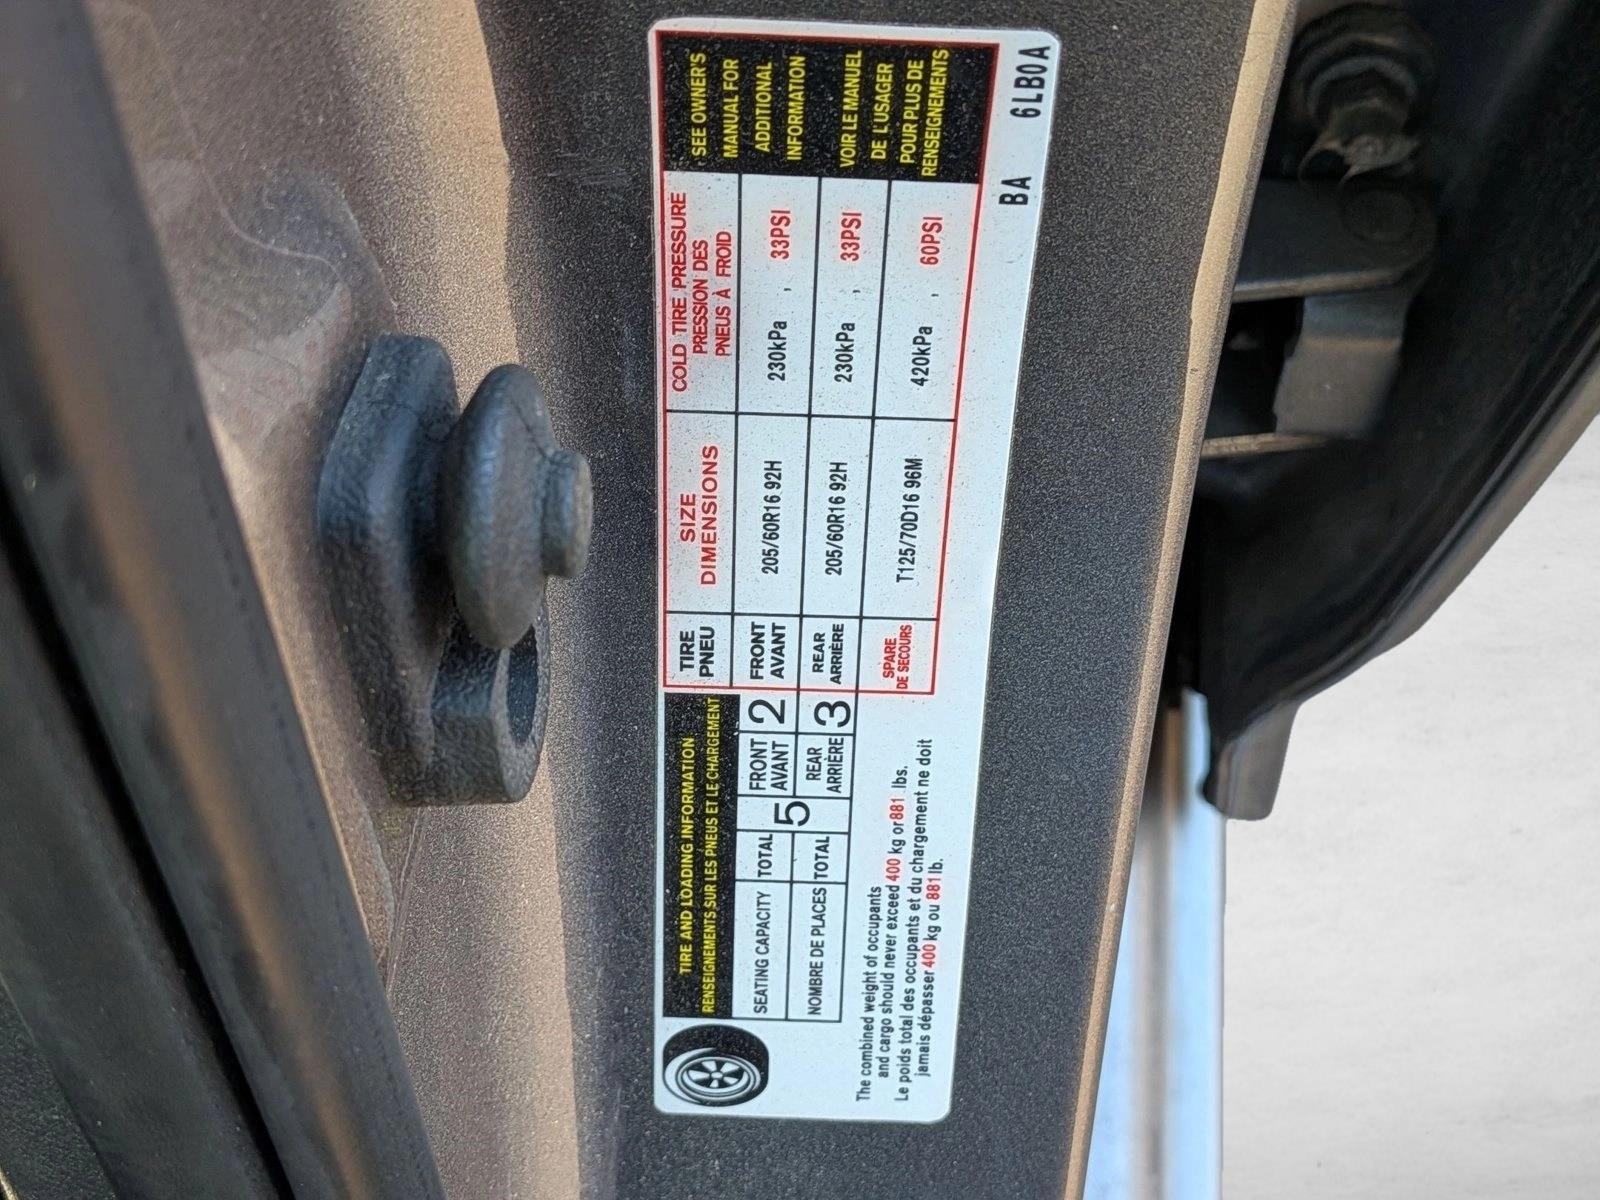 TIRE AND LOADING INFORMATION
RENSEIGNEMENTS SUR LES PNEUS ET LE CHARGEMENT
SEATING CAPACITY TOTAL 5 FRONT AVANT 2
NOMBRE DE PLACES TOTAL REAR ARRIÈRE 3
The combined weight of occupants
and cargo should never exceed 400 kg or 881 lbs.
Le poids total des occupants et du chargement ne doit
jamais dépasser 400 kg ou 881 lb.
TIRE
PNEU
SIZE
DIMENSIONS
COLD TIRE PRESSURE
PRESSION DES
PNEUS À FROID
FRONT
AVANT
205/60R16 92H
230kPa , 33PSI
REAR
ARRIÈRE
205/60R16 92H
230kPa , 33PSI
SPARE
DE SECOURS
T125/70D16 96M
420kPa , 60PSI
SEE OWNER'S
MANUAL FOR
ADDITIONAL
INFORMATION
VOIR LE MANUEL
DE L'USAGER
POUR PLUS DE
RENSEIGNEMENTS
BA 6LB0A